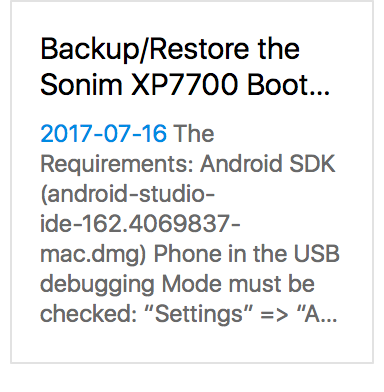 Backup/Restore the
Sonim XP7700 Boot...
2017-07-16 The
Requirements: Android SDK
(android-studio-
ide-162.4069837-
mac.dmg) Phone in the USB
debugging Mode must be
checked: “Settings” => “A...